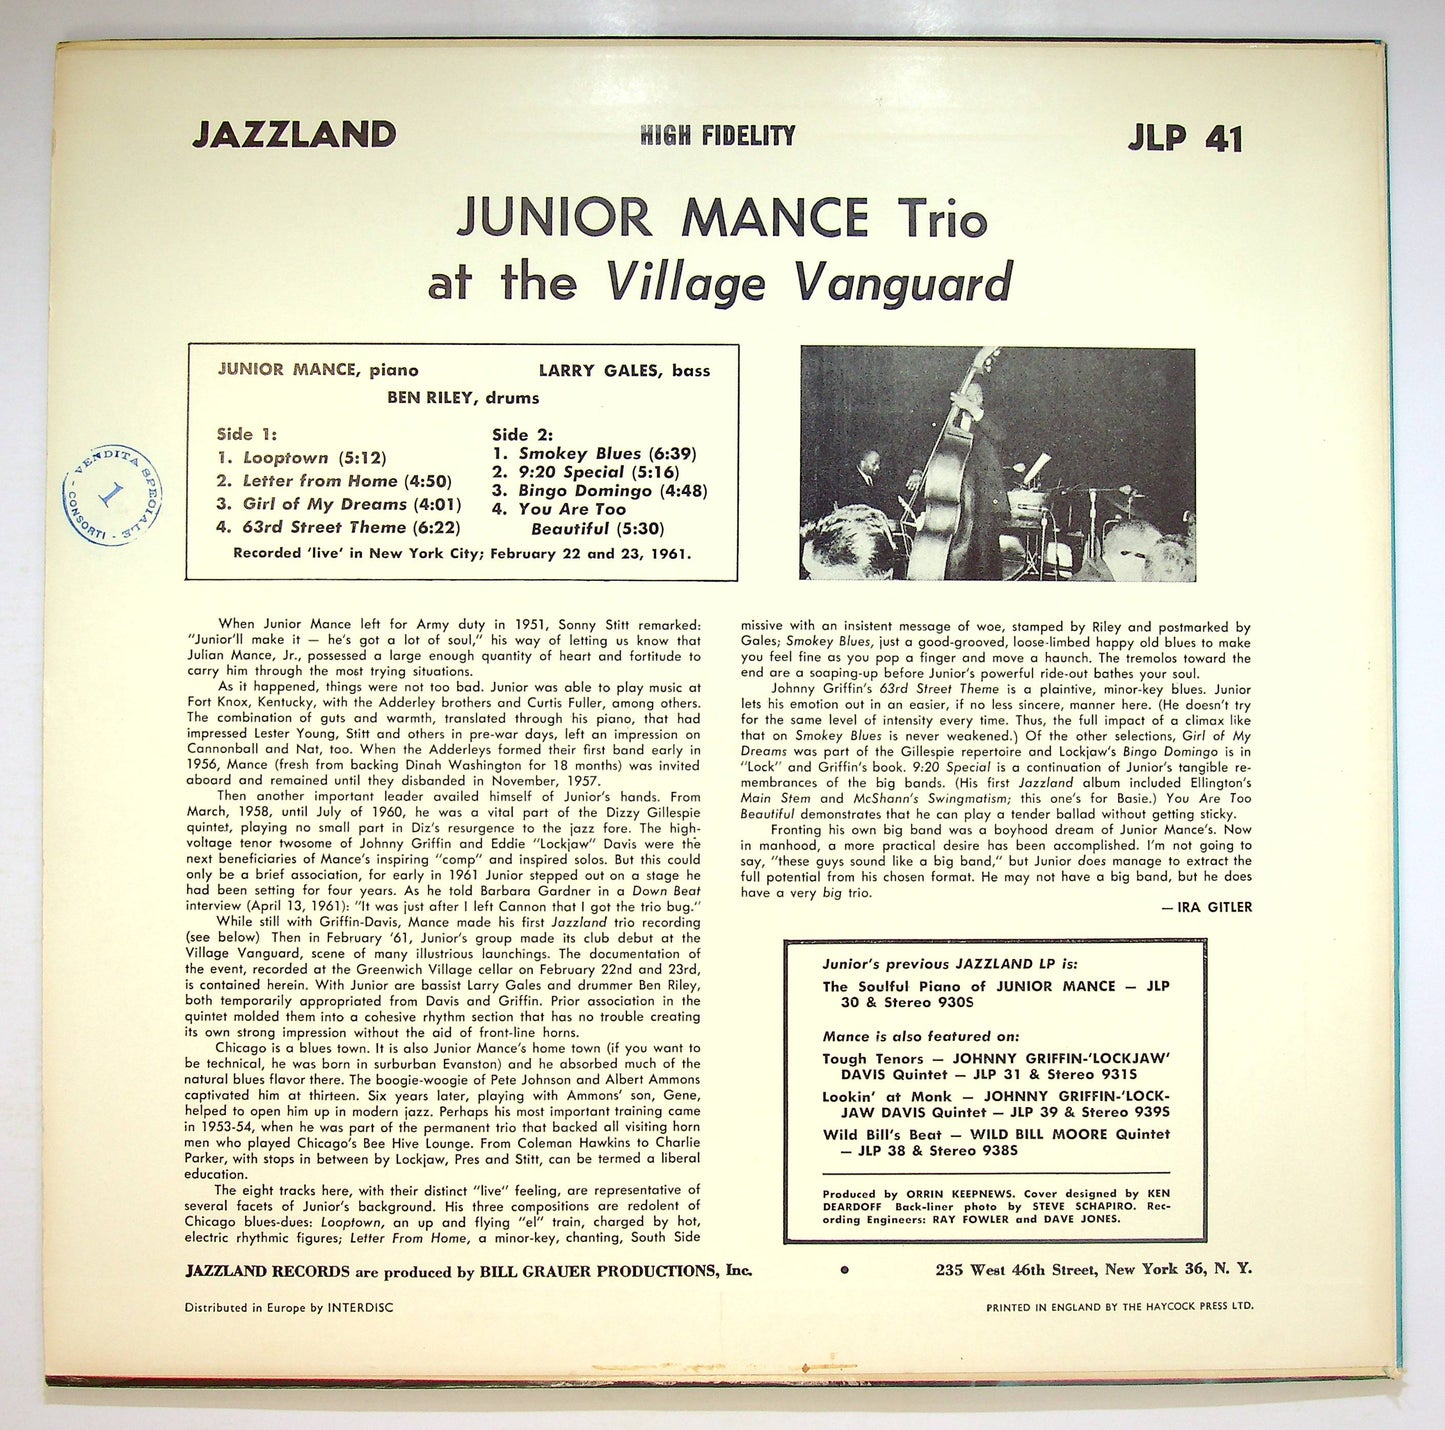 JAZZLAND
HIGH FIDELITY
JLP 41
JUNIOR MANCE Trio
at the Village Vanguard
JUNIOR MANCE, piano
LARRY GALES, bass
BEN RILEY, drums
Side 1:
1. Looptown (5:12)
2. Letter from Home (4:50)
3. Girl of My Dreams (4:01)
4. 63rd Street Theme (6:22)
Side 2:
1. Smokey Blues (6:39)
2. 9:20 Special (5:16)
3. Bingo Domingo (4:48)
4. You Are Too
Beautiful (5:30)
Recorded 'live' in New York City; February 22 and 23, 1961.
VENDITA SPECIALE
1
CONSORTI
When Junior Mance left for Army duty in 1951, Sonny Stitt remarked:
"Junior'll make it — he's got a lot of soul," his way of letting us know that
Julian Mance, Jr., possessed a large enough quantity of heart and fortitude to
carry him through the most trying situations.
As it happened, things were not too bad. Junior was able to play music at
Fort Knox, Kentucky, with the Adderley brothers and Curtis Fuller, among others.
The combination of guts and warmth, translated through his piano, that had
impressed Lester Young, Stitt and others in pre-war days, left an impression on
Cannonball and Nat, too. When the Adderleys formed their first band early in
1956, Mance (fresh from backing Dinah Washington for 18 months) was invited
aboard and remained until they disbanded in November, 1957.
Then another important leader availed himself of Junior's hands. From
March, 1958, until July of 1960, he was a vital part of the Dizzy Gillespie
quintet, playing no small part in Diz's resurgence to the jazz fore. The high-
voltage tenor twosome of Johnny Griffin and Eddie "Lockjaw" Davis were the
next beneficiaries of Mance's inspiring "comp" and inspired solos. But this could
only be a brief association, for early in 1961 Junior stepped out on a stage he
had been setting for four years. As he told Barbara Gardner in a Down Beat
interview (April 13, 1961): "It was just after I left Cannon that I got the trio bug."
While still with Griffin-Davis, Mance made his first Jazzland trio recording
(see below) Then in February '61, Junior's group made its club debut at the
Village Vanguard, scene of many illustrious launchings. The documentation of
the event, recorded at the Greenwich Village cellar on February 22nd and 23rd,
is contained herein. With Junior are bassist Larry Gales and drummer Ben Riley,
both temporarily appropriated from Davis and Griffin. Prior association in the
quintet molded them into a cohesive rhythm section that has no trouble creating
its own strong impression without the aid of front-line horns.
Chicago is a blues town. It is also Junior Mance's home town (if you want to
be technical, he was born in surburban Evanston) and he absorbed much of the
natural blues flavor there. The boogie-woogie of Pete Johnson and Albert Ammons
captivated him at thirteen. Six years later, playing with Ammons' son, Gene,
helped to open him up in modern jazz. Perhaps his most important training came
in 1953-54, when he was part of the permanent trio that backed all visiting horn
men who played Chicago's Bee Hive Lounge. From Coleman Hawkins to Charlie
Parker, with stops in between by Lockjaw, Pres and Stitt, can be termed a liberal
education.
The eight tracks here, with their distinct "live" feeling, are representative of
several facets of Junior's background. His three compositions are redolent of
Chicago blues-dues: Looptown, an up and flying "el" train, charged by hot,
electric rhythmic figures; Letter From Home, a minor-key, chanting, South Side
missive with an insistent message of woe, stamped by Riley and postmarked by
Gales; Smokey Blues, just a good-grooved, loose-limbed happy old blues to make
you feel fine as you pop a finger and move a haunch. The tremolos toward the
end are a soaping-up before Junior's powerful ride-out bathes your soul.
Johnny Griffin's 63rd Street Theme is a plaintive, minor-key blues. Junior
lets his emotion out in an easier, if no less sincere, manner here. (He doesn't try
for the same level of intensity every time. Thus, the full impact of a climax like
that on Smokey Blues is never weakened.) Of the other selections, Girl of My
Dreams was part of the Gillespie repertoire and Lockjaw's Bingo Domingo is in
"Lock" and Griffin's book. 9:20 Special is a continuation of Junior's tangible re-
membrances of the big bands. (His first Jazzland album included Ellington's
Main Stem and McShann's Swingmatism; this one's for Basie.) You Are Too
Beautiful demonstrates that he can play a tender ballad without getting sticky.
Fronting his own big band was a boyhood dream of Junior Mance's. Now
in manhood, a more practical desire has been accomplished. I'm not going to
say, "these guys sound like a big band," but Junior does manage to extract the
full potential from his chosen format. He may not have a big band, but he does
have a very big trio.
— IRA GITLER
Junior's previous JAZZLAND LP is:
The Soulful Piano of JUNIOR MANCE — JLP
30 & Stereo 930S
Mance is also featured on:
Tough Tenors — JOHNNY GRIFFIN-'LOCKJAW'
DAVIS Quintet — JLP 31 & Stereo 931S
Lookin' at Monk — JOHNNY GRIFFIN-'LOCK-
JAW DAVIS Quintet — JLP 39 & Stereo 939S
Wild Bill's Beat — WILD BILL MOORE Quintet
— JLP 38 & Stereo 938S
Produced by ORRIN KEEPNEWS. Cover designed by KEN
DEARDOFF Back-liner photo by STEVE SCHAPIRO. Rec-
ording Engineers: RAY FOWLER and DAVE JONES.
JAZZLAND RECORDS are produced by BILL GRAUER PRODUCTIONS, Inc. • 235 West 46th Street, New York 36, N. Y.
Distributed in Europe by INTERDISC
PRINTED IN ENGLAND BY THE HAYCOCK PRESS LTD.